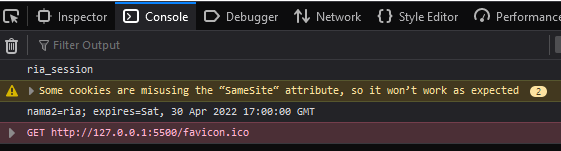 Inspector Console Debugger Network Style Editor Performance
Filter Output
ria_session
Some cookies are misusing the “SameSite“ attribute, so it won’t work as expected 2
nama2=ria; expires=Sat, 30 Apr 2022 17:00:00 GMT
GET http://127.0.0.1:5500/favicon.ico